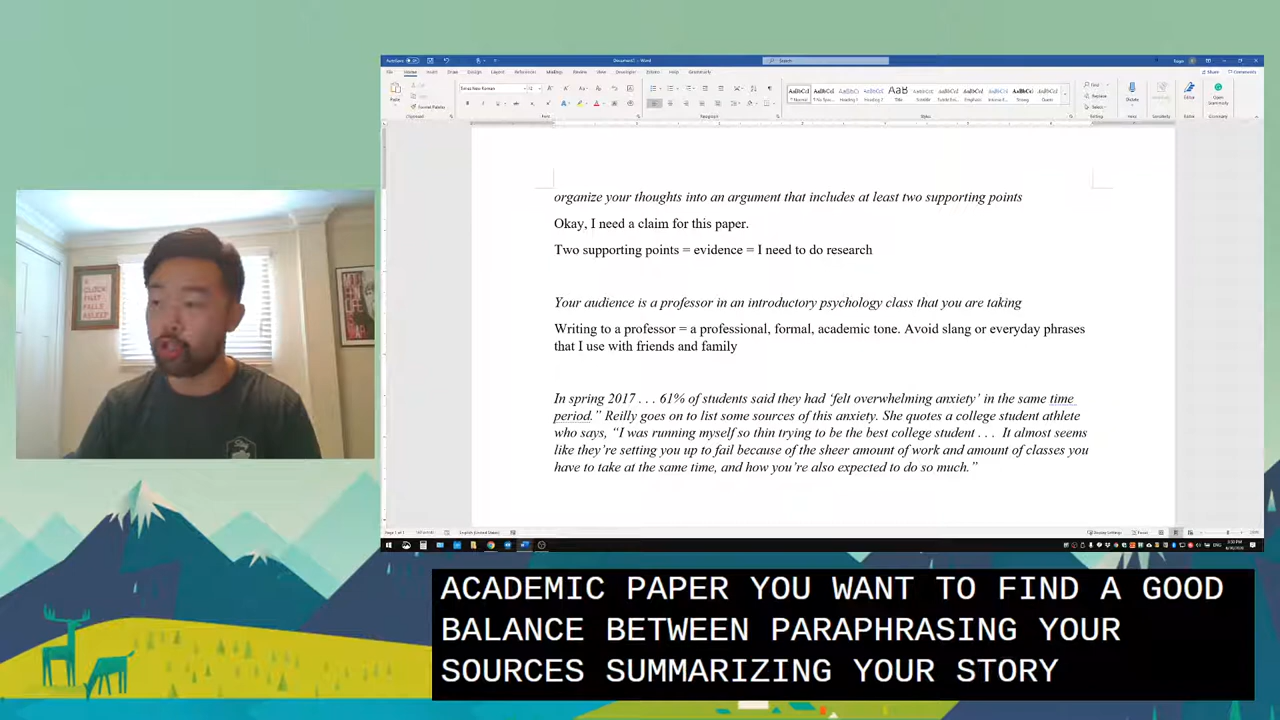 Document1 - Word
Search
organize your thoughts into an argument that includes at least two supporting points
Okay, I need a claim for this paper.
Two supporting points = evidence = I need to do research
Your audience is a professor in an introductory psychology class that you are taking
Writing to a professor = a professional, formal, academic tone. Avoid slang or everyday phrases
that I use with friends and family
In spring 2017 . . . 61% of students said they had ‘felt overwhelming anxiety’ in the same time
period.” Reilly goes on to list some sources of this anxiety. She quotes a college student athlete
who says, “I was running myself so thin trying to be the best college student . . . It almost seems
like they’re setting you up to fail because of the sheer amount of work and amount of classes you
have to take at the same time, and how you’re also expected to do so much.”
A
CLOCK
THAT
FALLS
ASLEEP
ACADEMIC PAPER YOU WANT TO FIND A GOOD
BALANCE BETWEEN PARAPHRASING YOUR
SOURCES SUMMARIZING YOUR STORY